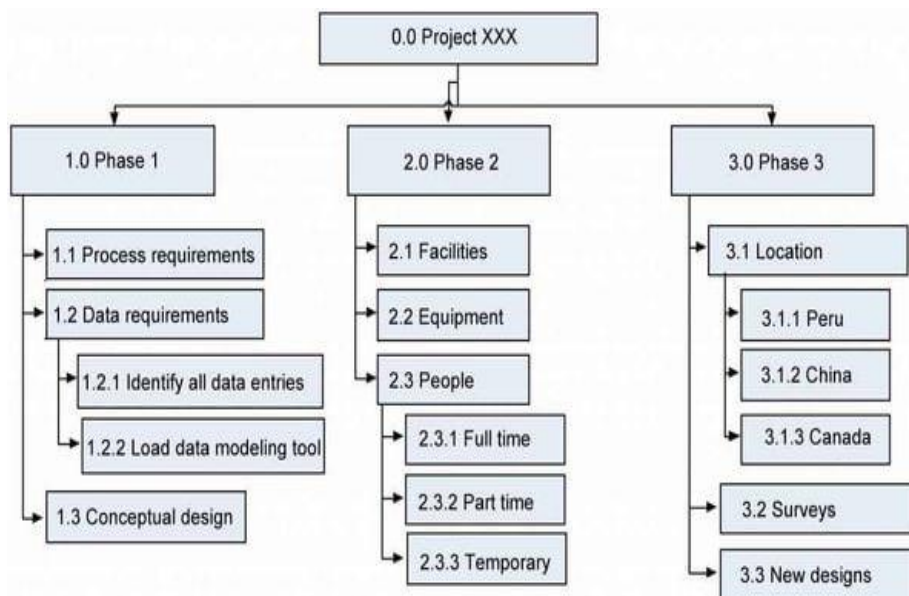 0.0 Project XXX
1.0 Phase 1
1.1 Process requirements
1.2 Data requirements
1.2.1 Identify all data entries
1.2.2 Load data modeling tool
1.3 Conceptual design
2.0 Phase 2
2.1 Facilities
2.2 Equipment
2.3 People
2.3.1 Full time
2.3.2 Part time
2.3.3 Temporary
3.0 Phase 3
3.1 Location
3.1.1 Peru
3.1.2 China
3.1.3 Canada
3.2 Surveys
3.3 New designs